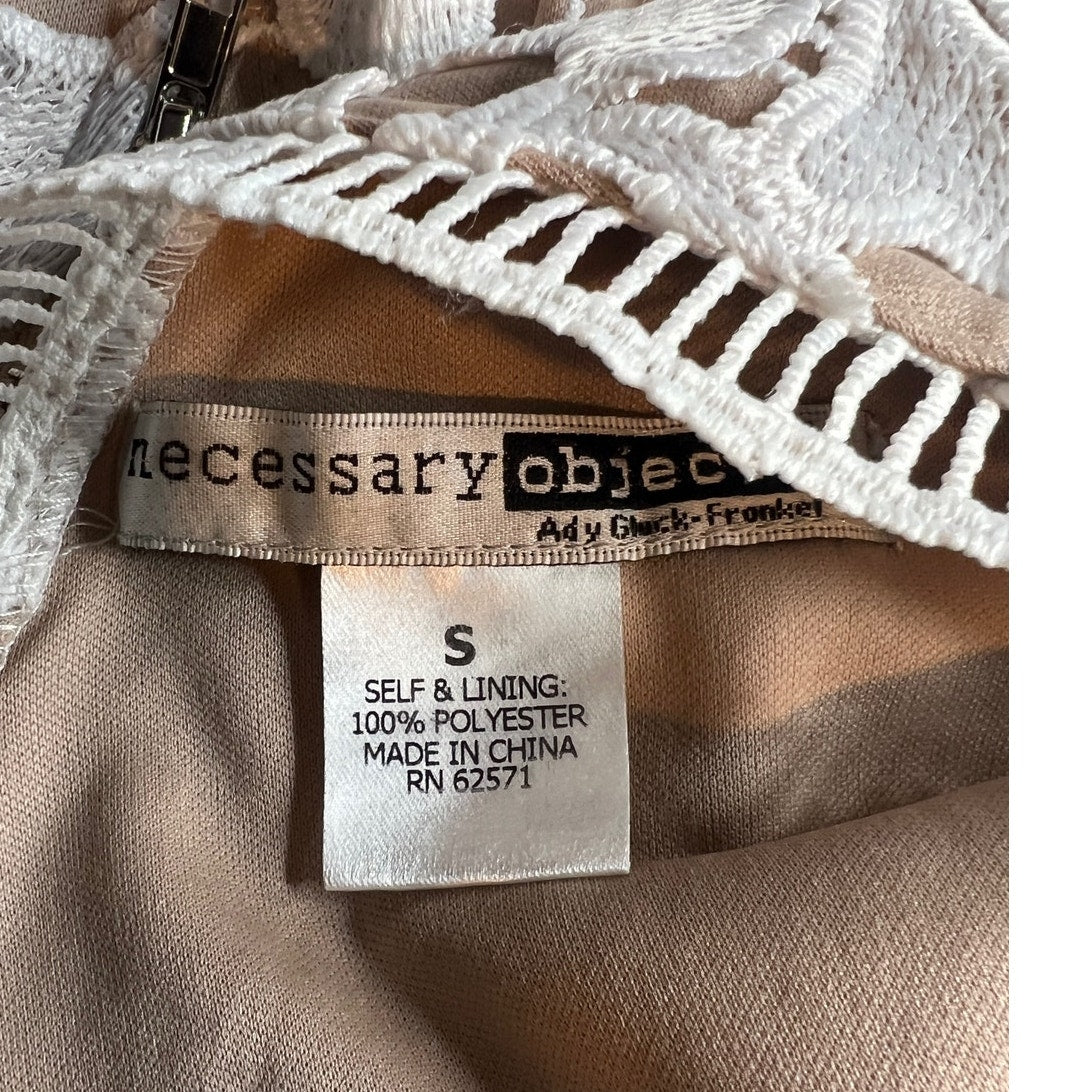 necessary objec
Ady Gluck-Frankel
S
SELF & LINING:
100% POLYESTER
MADE IN CHINA
RN 62571